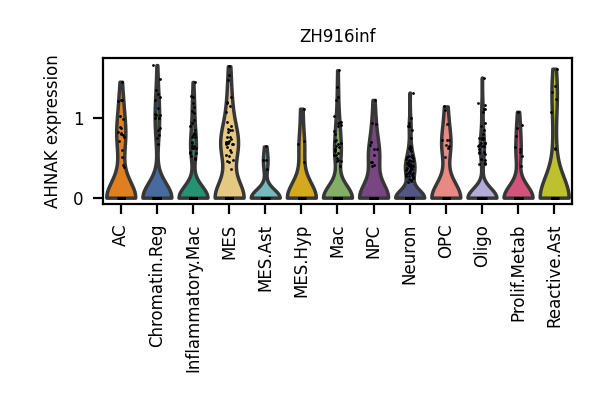 ZH916inf
AHNAK expression
1
0
AC
Chromatin.Reg
Inflammatory.Mac
MES
MES.Ast
MES.Hyp
Mac
NPC
Neuron
OPC
Oligo
Prolif.Metab
Reactive.Ast